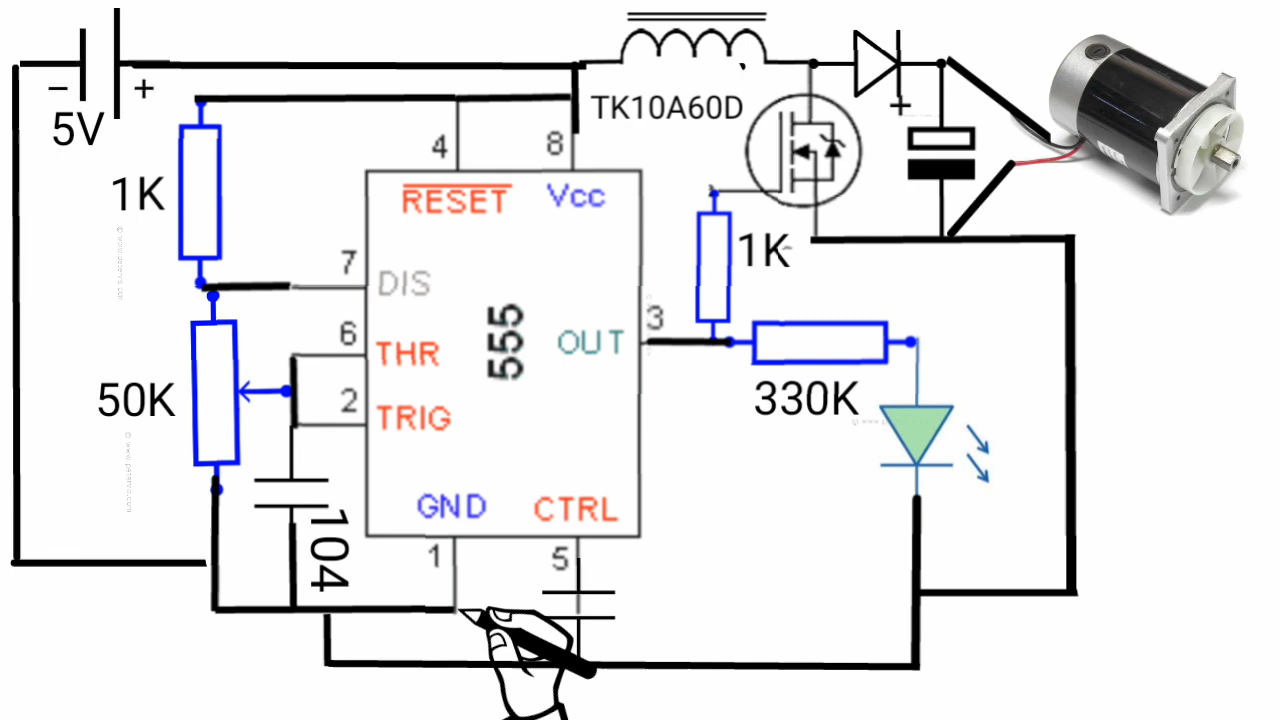 − +
5V
TK10A60D
+
4
8
RESET
Vcc
1K
1K
7
DIS
555
3
OUT
6
THR
50K
2
TRIG
330K
GND
CTRL
104
1
5